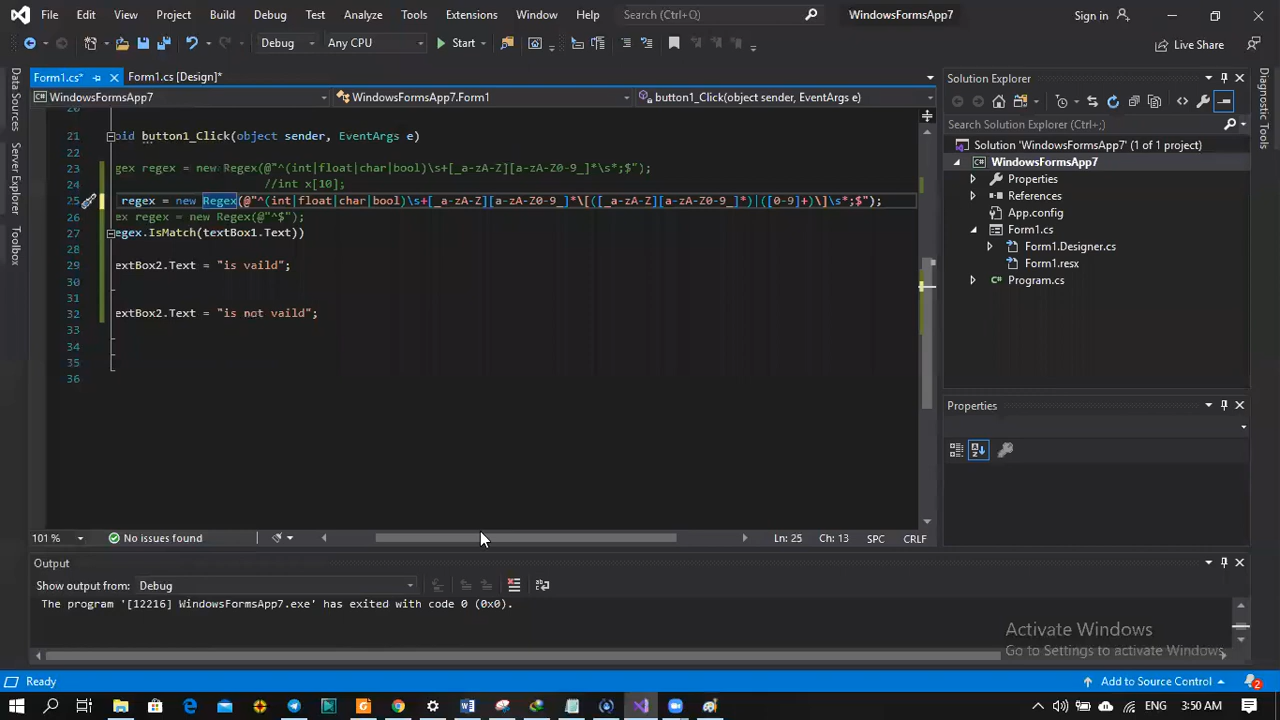 File Edit View Project Build Debug Test Analyze Tools Extensions Window Help Search (Ctrl+Q) WindowsFormsApp7 Sign in
Debug Any CPU Start Live Share
Form1.cs* Form1.cs [Design]*
WindowsFormsApp7 WindowsFormsApp7.Form1 button1_Click(object sender, EventArgs e)
21 oid button1_Click(object sender, EventArgs e)
22
23 gex regex = new Regex(@"^(int|float|char|bool)\s+[_a-zA-Z][a-zA-Z0-9_]*\s*;$");
24 //int x[10];
25 regex = new Regex(@"^(int|float|char|bool)\s+[_a-zA-Z][a-zA-Z0-9_]*\[([_a-zA-Z][a-zA-Z0-9_]*)|([0-9]+)\]\s*;$");
26 ex regex = new Regex(@"^$");
27 egex.IsMatch(textBox1.Text))
28
29 extBox2.Text = "is vaild";
30
31
32 extBox2.Text = "is not vaild";
33
34
35
36
101 % No issues found Ln: 25 Ch: 13 SPC CRLF
Output
Show output from: Debug
The program '[12216] WindowsFormsApp7.exe' has exited with code 0 (0x0).
Data Sources
Server Explorer
Toolbox
Solution Explorer
Search Solution Explorer (Ctrl+;)
Solution 'WindowsFormsApp7' (1 of 1 project)
WindowsFormsApp7
Properties
References
App.config
Form1.cs
Form1.Designer.cs
Form1.resx
Program.cs
Properties
Diagnostic Tools
Activate Windows
Go to Settings to activate Windows.
Ready Add to Source Control 2
ENG 3:50 AM